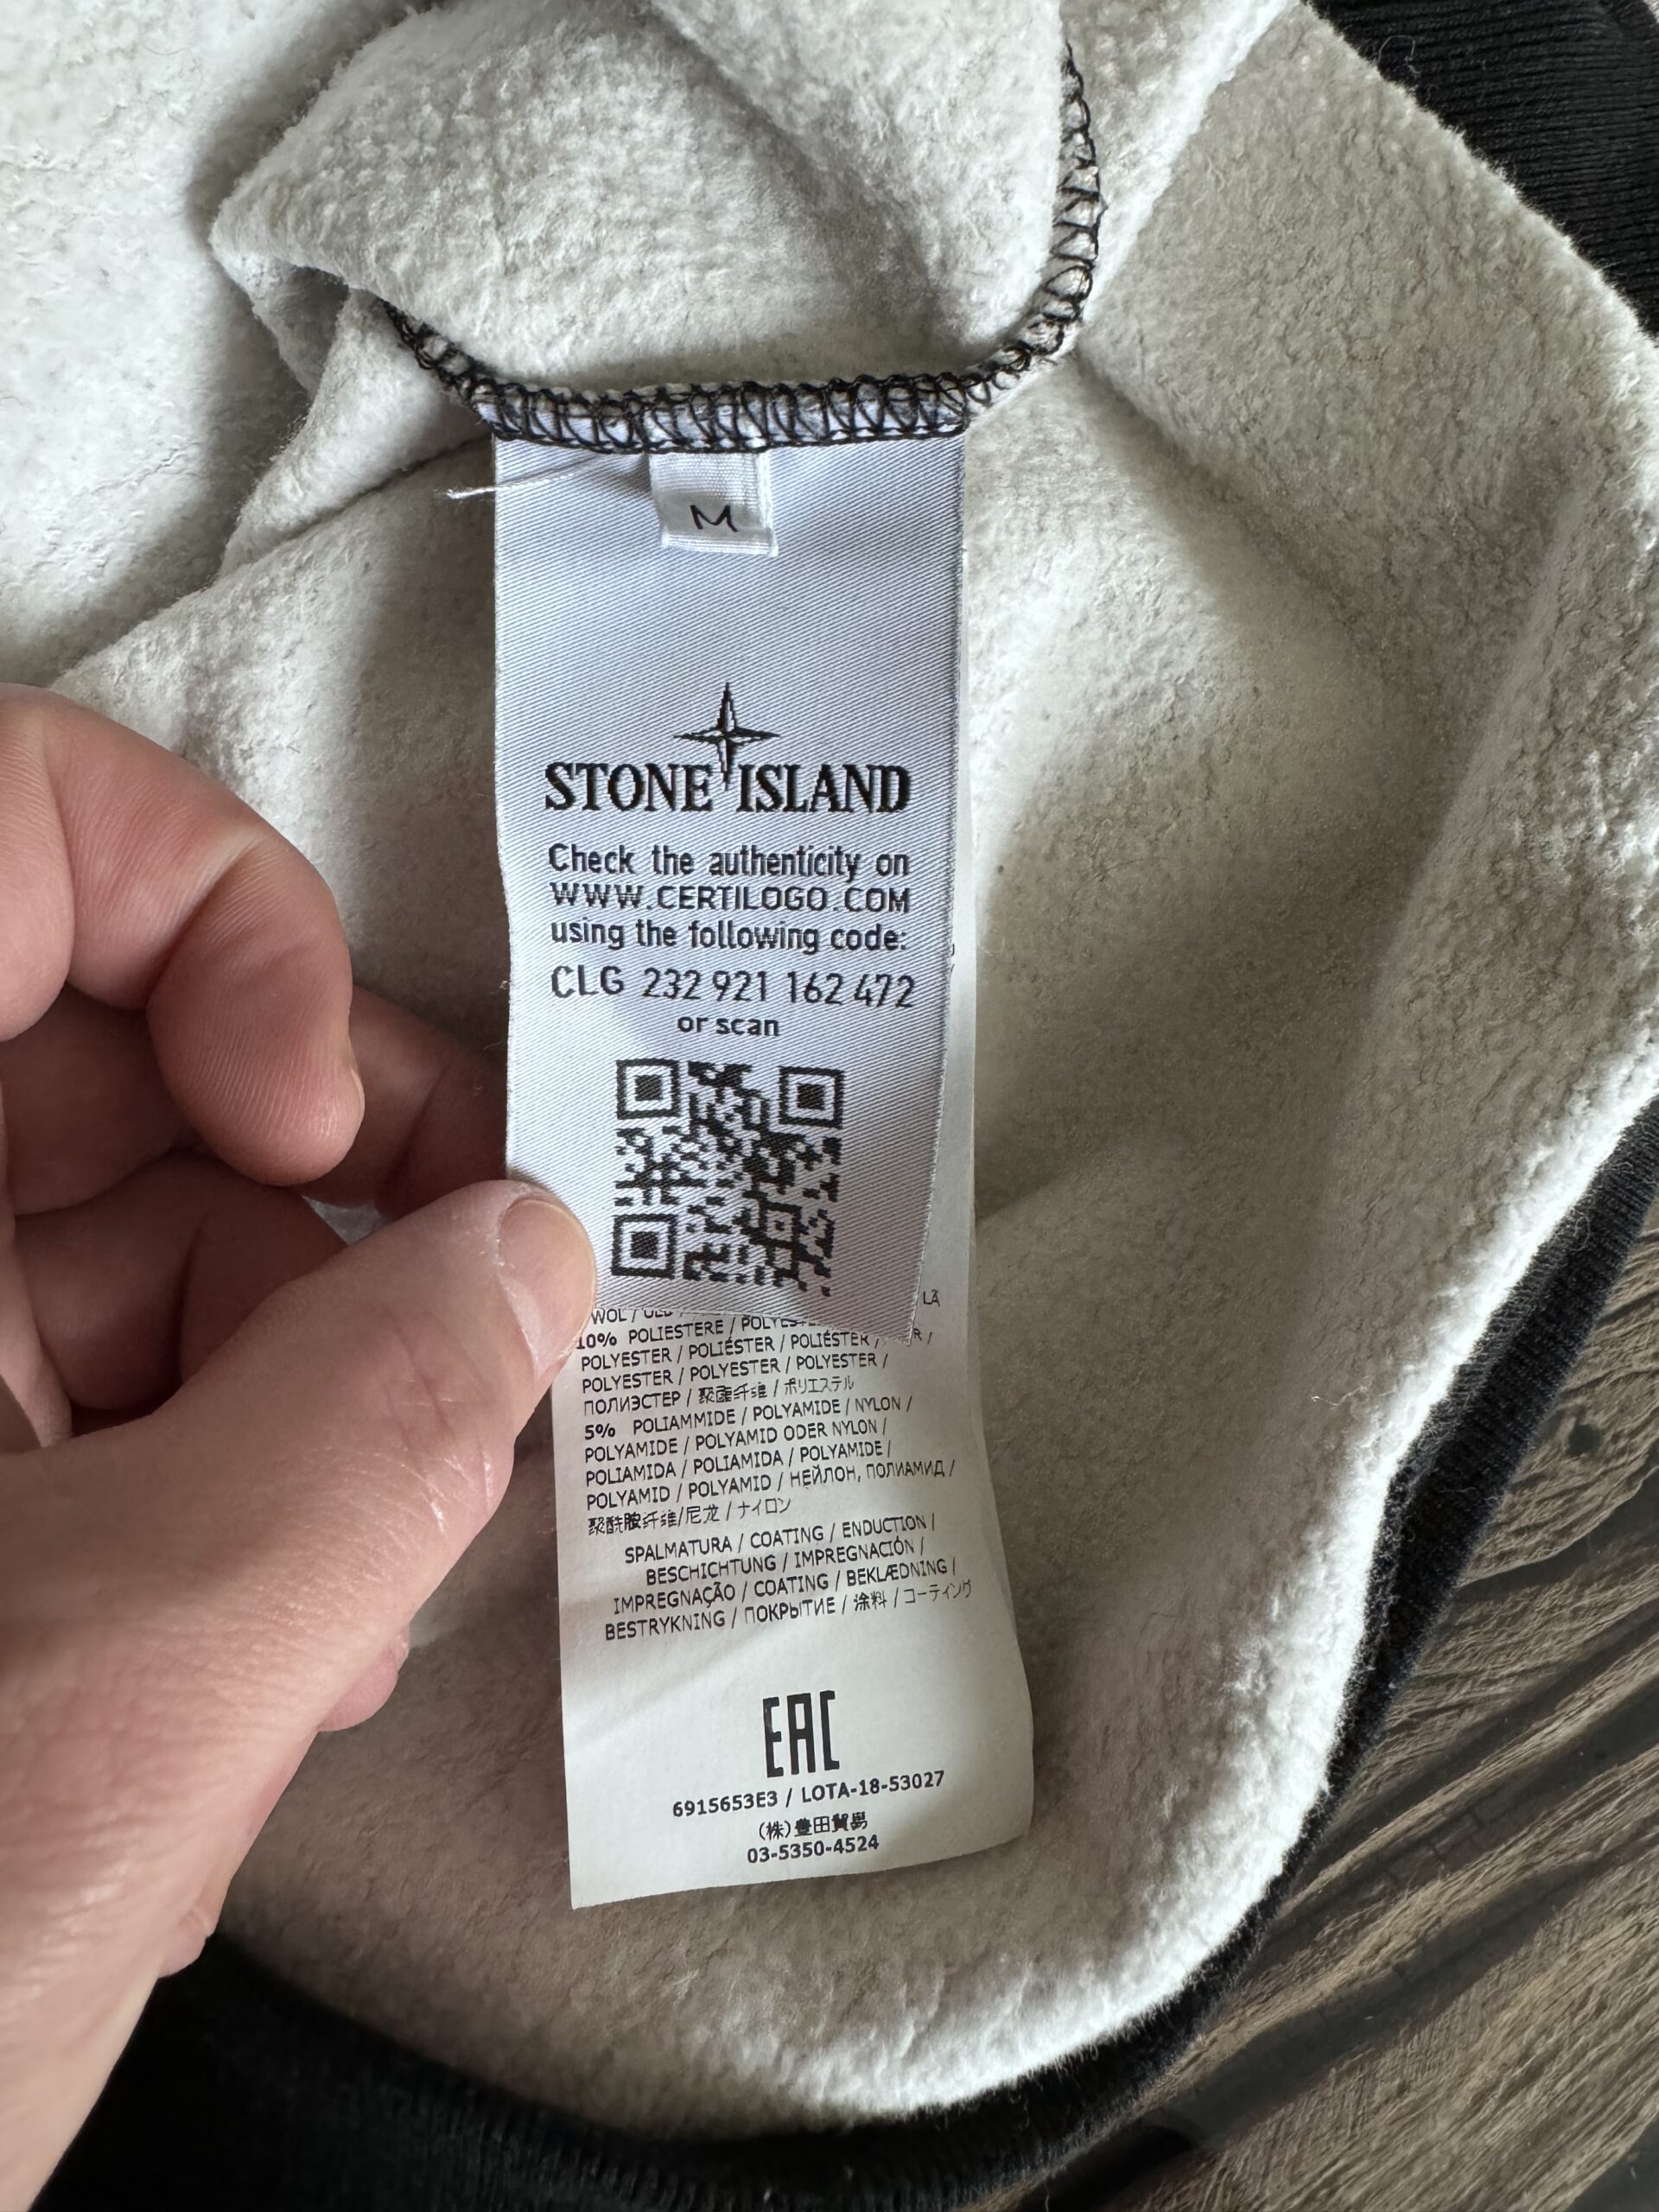 M
STONE ISLAND
Check the authenticity on
WWW.CERTILOGO.COM
using the following code:
CLG 232 921 162 472
or scan
LÃ
WOL /
10% POLIESTERE /
POLYESTER / POLIÉSTER / POLIÉSTER /
POLYESTER / POLYESTER / POLYESTER /
ПОЛИЭСТЕР / 聚酯纤维 / ポリエステル
5% POLIAMMIDE / POLYAMIDE / NYLON /
POLYAMIDE / POLYAMID ODER NYLON /
POLIAMIDA / POLIAMIDA / POLYAMIDE /
POLYAMID / POLYAMID / НЕЙЛОН, ПОЛИАМИД /
聚酰胺纤维/尼龙 / ナイロン
SPALMATURA / COATING / ENDUCTION /
BESCHICHTUNG / IMPREGNACIÓN /
IMPREGNAÇÃO / COATING / BEKLÆDNING /
BESTRYKNING / ПОКРЫТИЕ / 涂料 / コーティング
EAC
6915653E3 / LOTA-18-53027
(株)豊田貿易
03-5350-4524